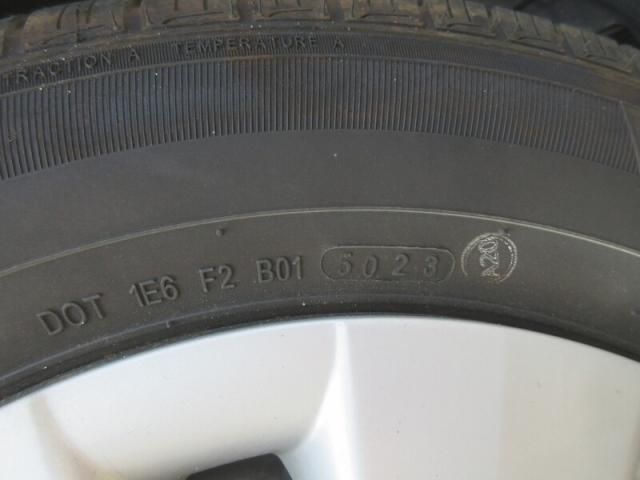 TRACTION A TEMPERATURE A
DOT 1E6 F2 B01 5023 A20